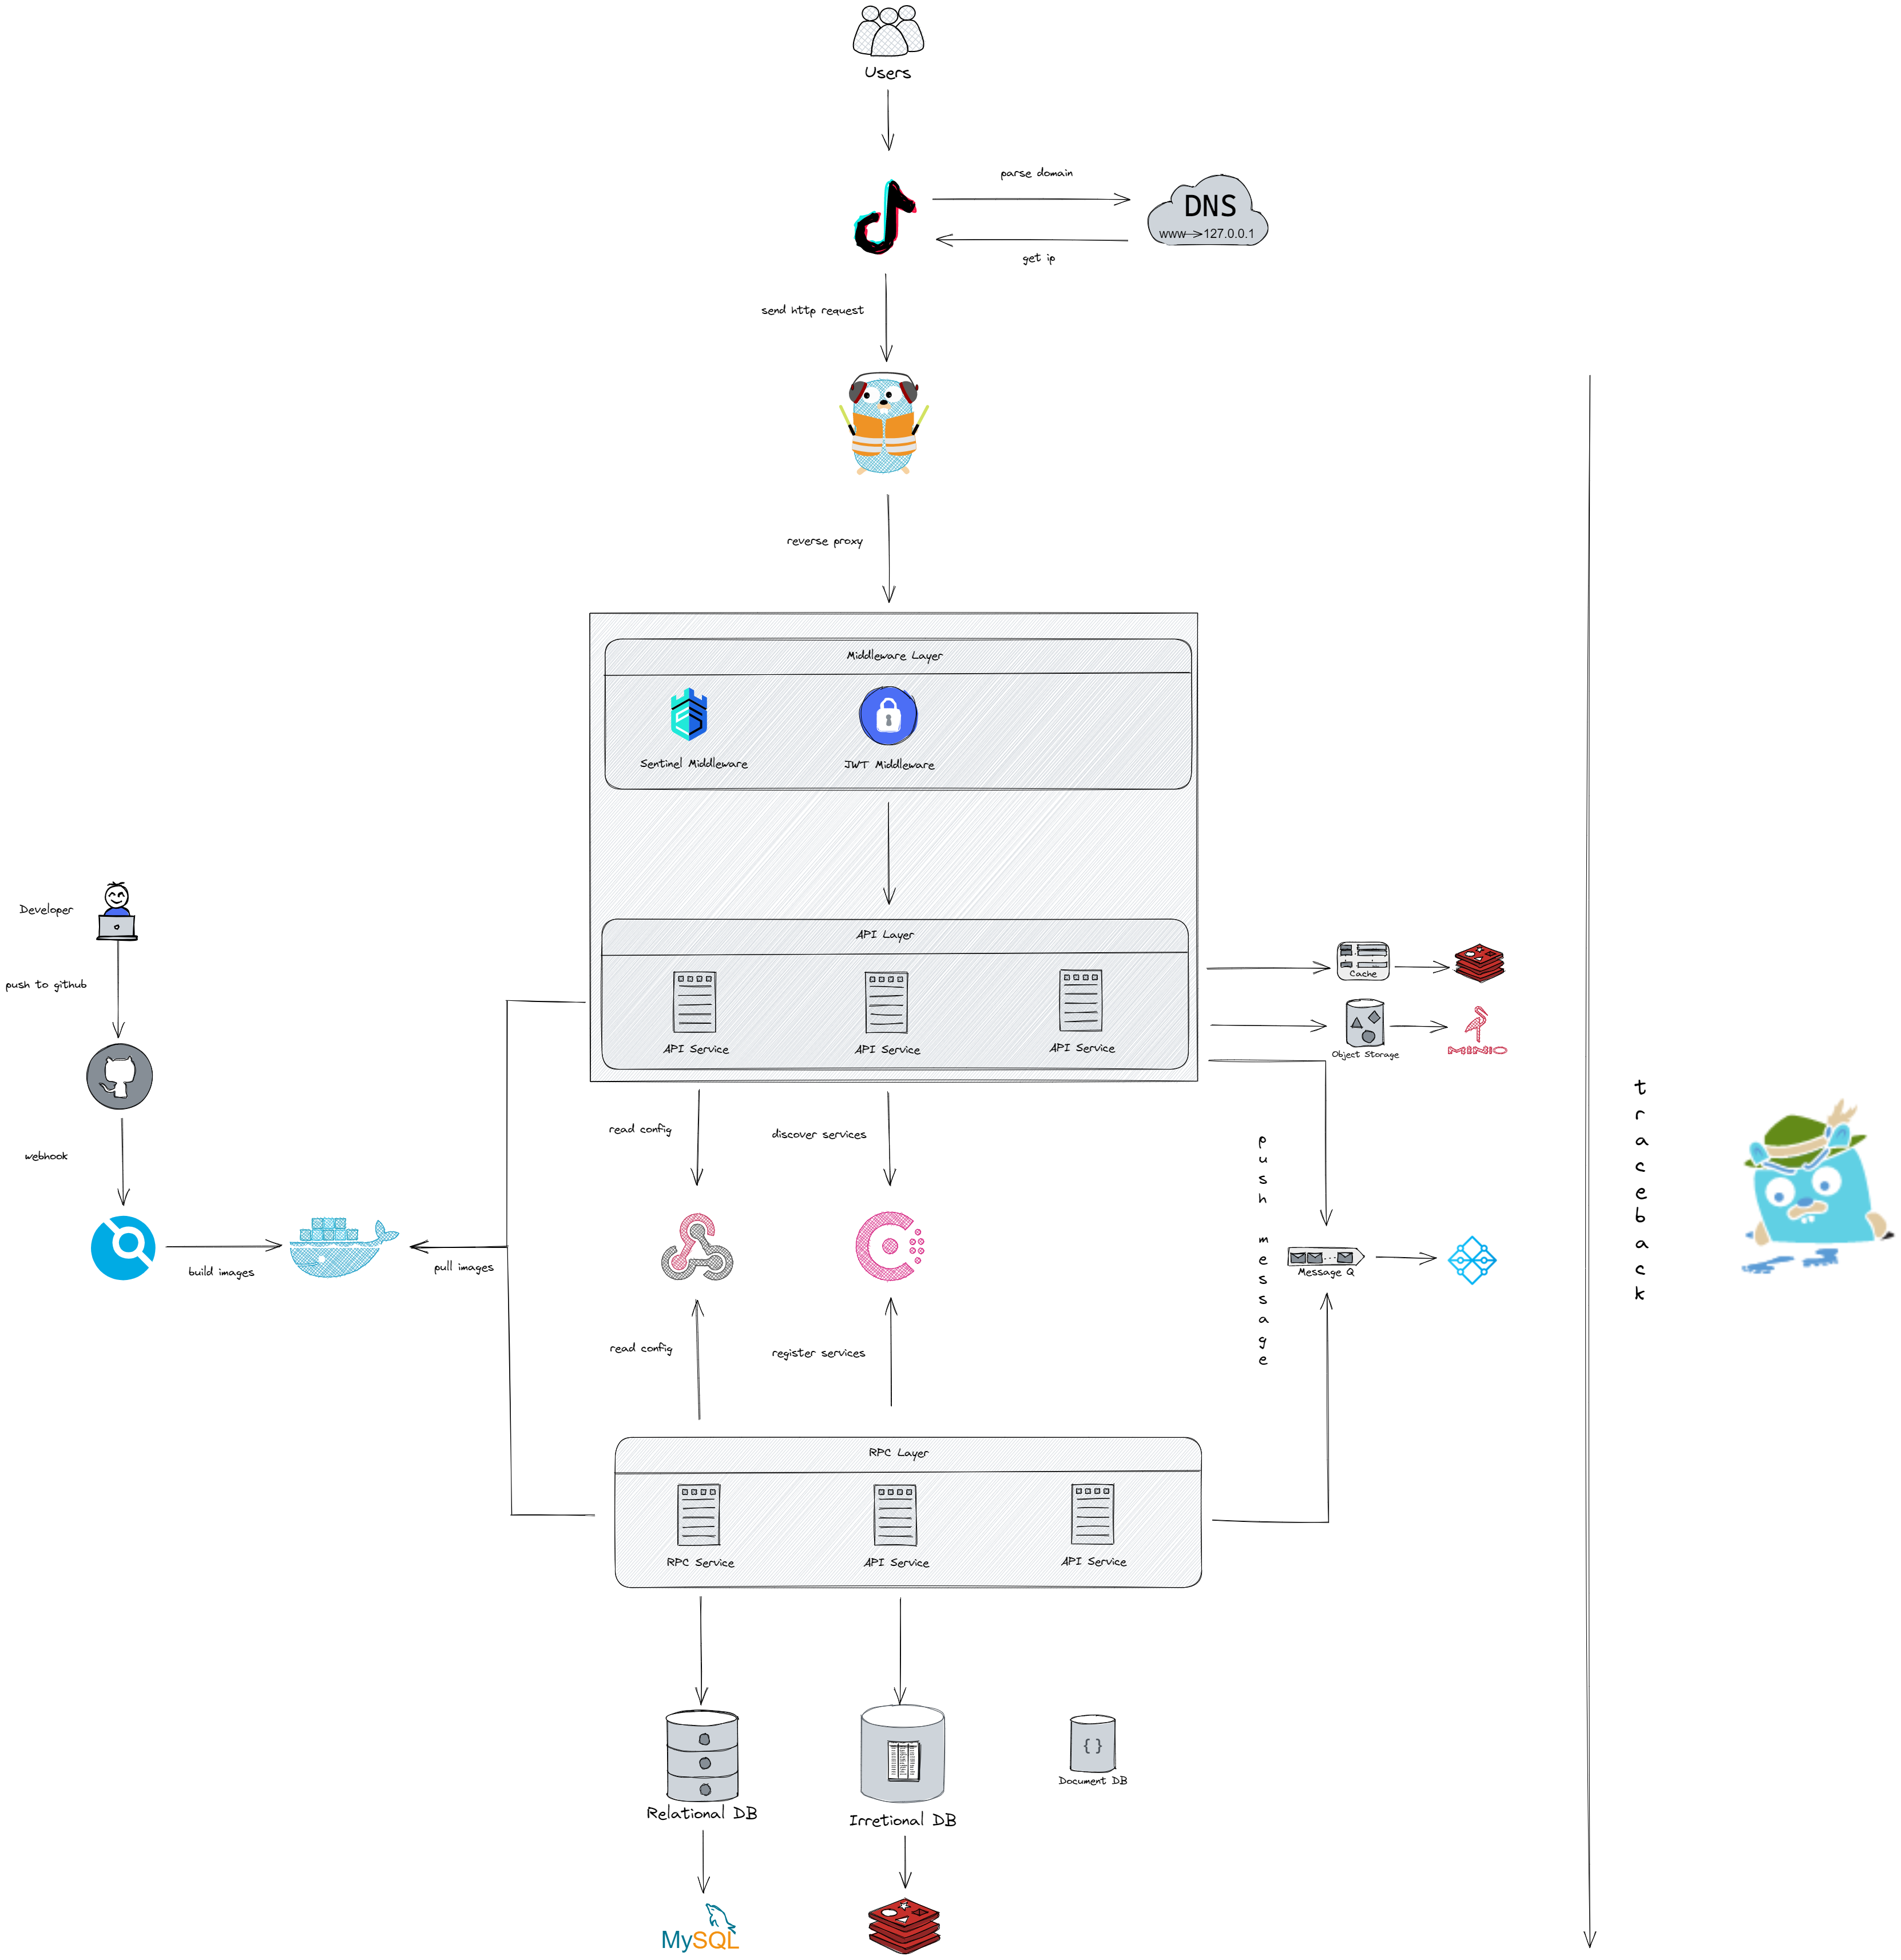 Users
parse domain
DNS
www->127.0.0.1
get ip
send http request
reverse proxy
Middleware Layer
Sentinel Middleware
JWT Middleware
Developer
push to github
webhook
build images
pull images
API Layer
API Service
API Service
API Service
Cache
Object Storage
MINIO
read config
discover services
push message
Message Q
traceback
read config
register services
RPC Layer
RPC Service
API Service
API Service
Relational DB
Irretional DB
{}
Document DB
MySQL